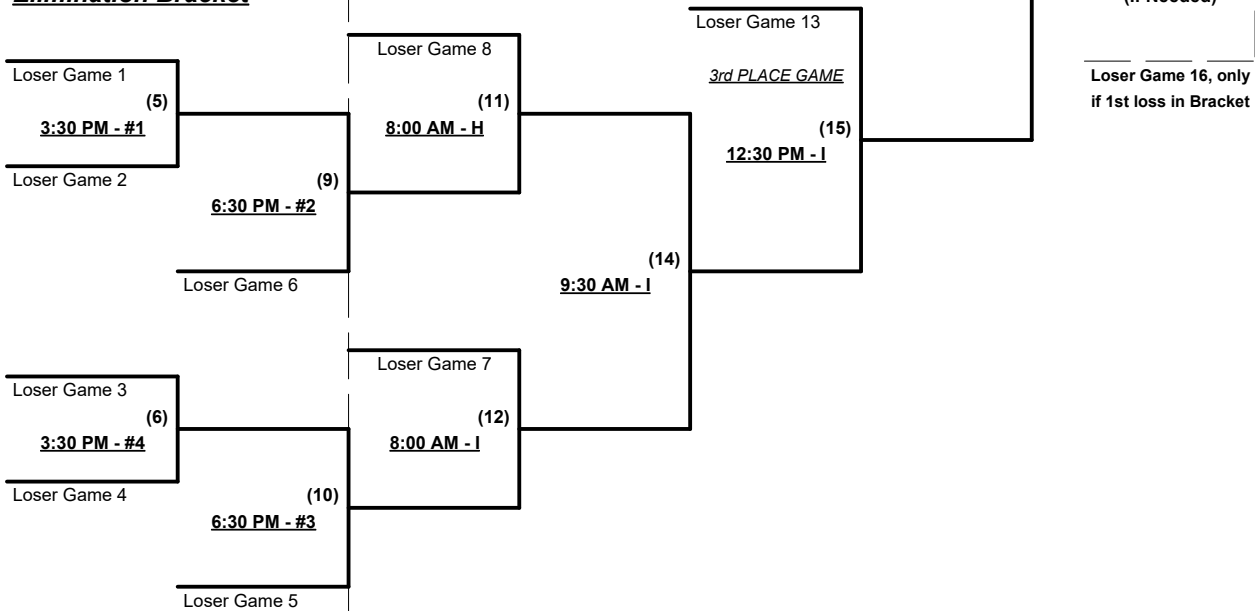 Elimination Bracket
(If Needed)
Loser Game 13
Loser Game 8
Loser Game 1
3rd PLACE GAME
Loser Game 16, only
if 1st loss in Bracket
(5)
(11)
3:30 PM - #1
8:00 AM - H
(15)
12:30 PM - I
Loser Game 2
(9)
6:30 PM - #2
(14)
Loser Game 6
9:30 AM - I
Loser Game 7
Loser Game 3
(6)
(12)
3:30 PM - #4
8:00 AM - I
Loser Game 4
(10)
6:30 PM - #3
Loser Game 5